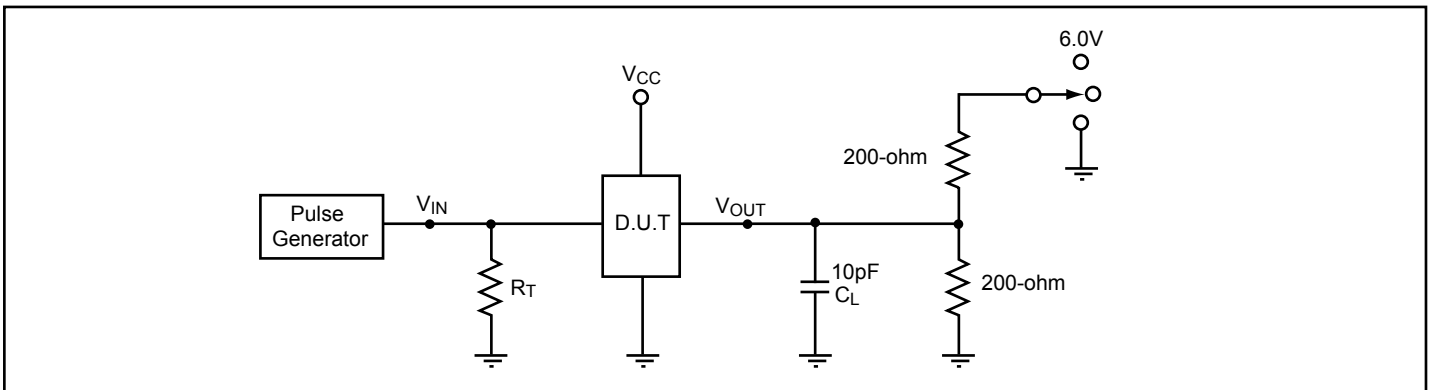 6.0V
VCC
200-ohm
Pulse
Generator
VIN
D.U.T
VOUT
RT
10pF
CL
200-ohm